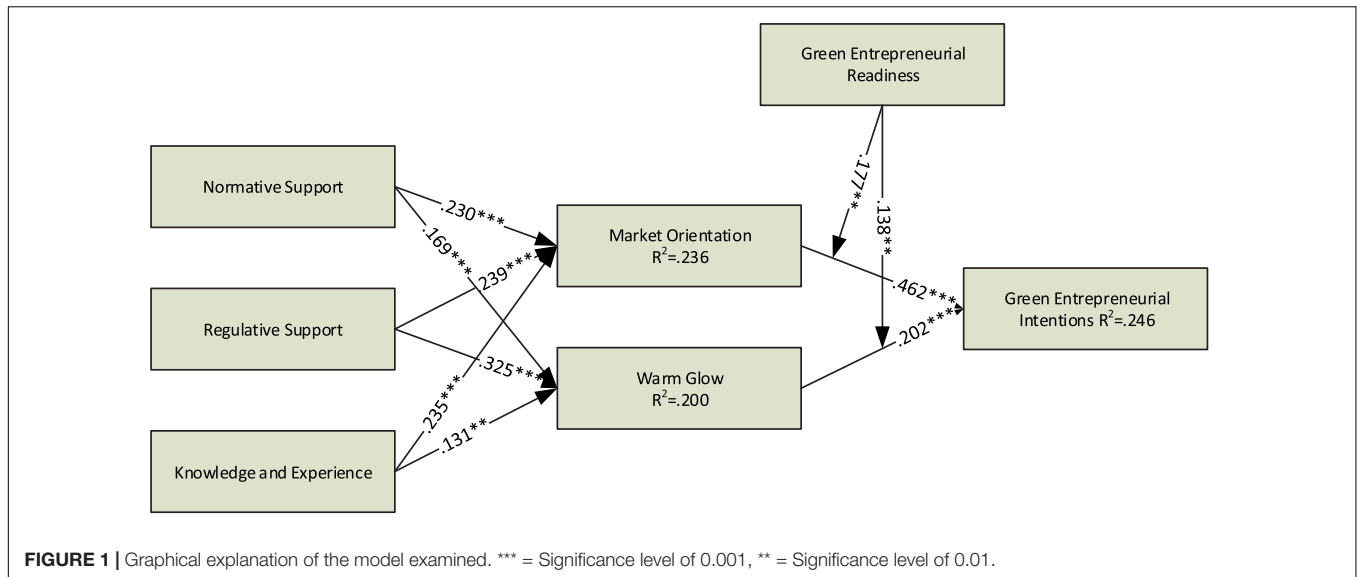 Green Entrepreneurial
Readiness
Normative Support
.230***
.169***
.177**
.138**
Market Orientation
R²=.236
.239***
.462***
Regulative Support
Green Entrepreneurial
Intentions R²=.246
.325***
.202***
Warm Glow
R²=.200
.235***
.131**
Knowledge and Experience
FIGURE 1 | Graphical explanation of the model examined. *** = Significance level of 0.001, ** = Significance level of 0.01.